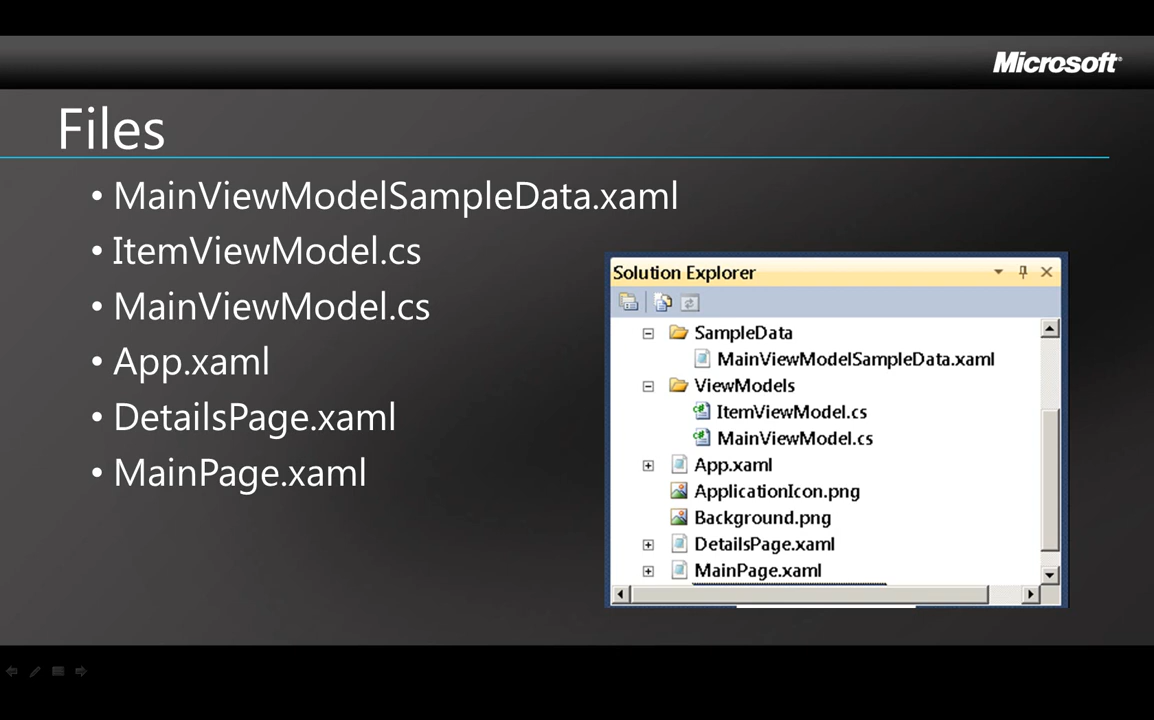 Microsoft
Files
• MainViewModelSampleData.xaml
• ItemViewModel.cs
• MainViewModel.cs
• App.xaml
• DetailsPage.xaml
• MainPage.xaml
Solution Explorer
SampleData
MainViewModelSampleData.xaml
ViewModels
ItemViewModel.cs
MainViewModel.cs
App.xaml
ApplicationIcon.png
Background.png
DetailsPage.xaml
MainPage.xaml